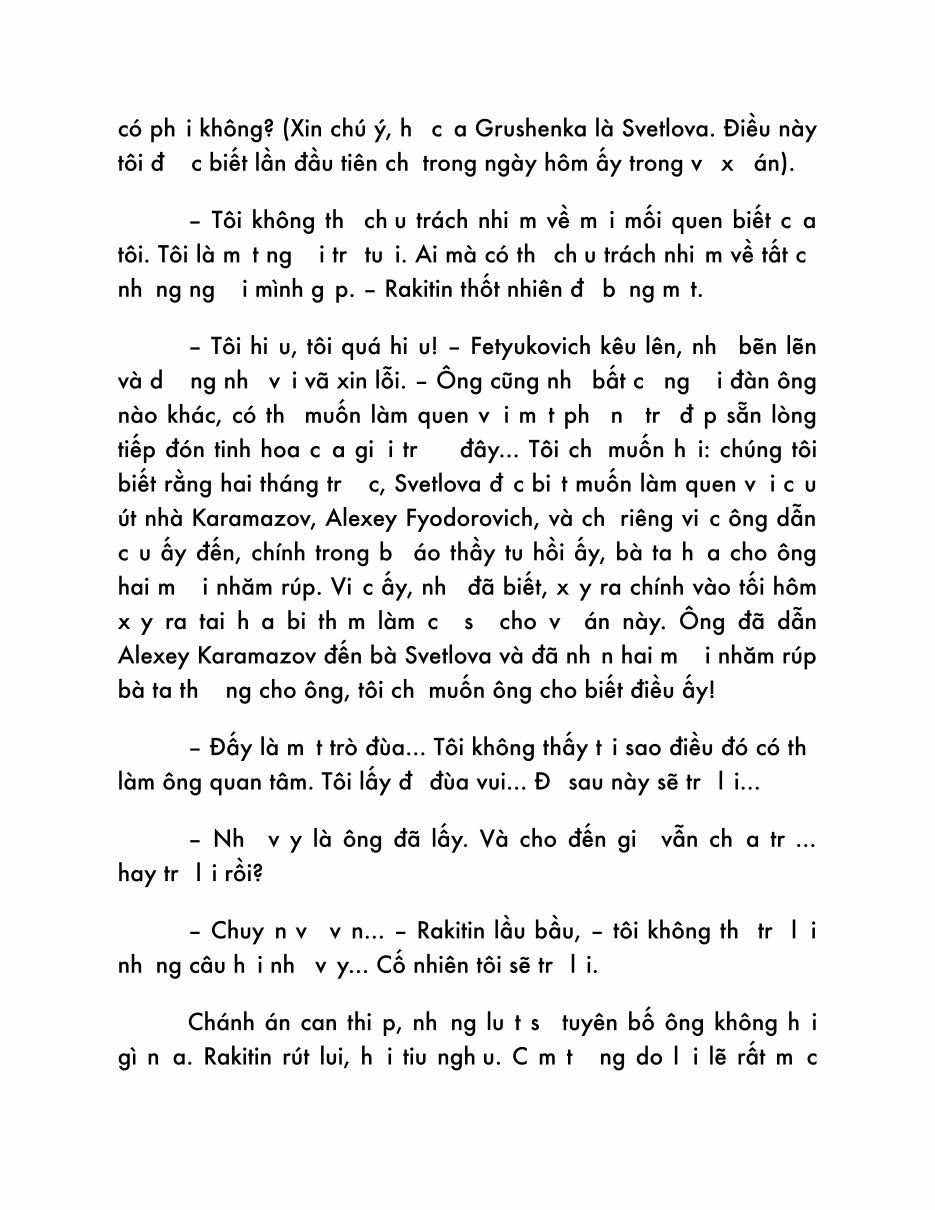 có ph i không? (Xin chú ý, h c a Grushenka là Svetlova. Điều này
tôi đ c biết lần đầu tiên ch trong ngày hôm ấy trong v x án).
– Tôi không th ch u trách nhi m về m i mối quen biết c a
tôi. Tôi là m t ng i tr tu i. Ai mà có th ch u trách nhi m về tất c
nh ng ng i mình g p. – Rakitin thốt nhiên đ b ng m t.
– Tôi hi u, tôi quá hi u! – Fetyukovich kêu lên, nh bẽn lẽn
và d ng nh v i vã xin lỗi. – Ông cũng nh bất c ng i đàn ông
nào khác, có th muốn làm quen v i m t ph n tr đ p sẵn lòng
tiếp đón tinh hoa c a gi i tr đây... Tôi ch muốn h i: chúng tôi
biết rằng hai tháng tr c, Svetlova đ c bi t muốn làm quen v i c u
út nhà Karamazov, Alexey Fyodorovich, và ch riêng vi c ông dẫn
c u ấy đến, chính trong b áo thầy tu hồi ấy, bà ta h a cho ông
hai m i nhăm rúp. Vi c ấy, nh đã biết, x y ra chính vào tối hôm
x y ra tai h a bi th m làm c s cho v án này. Ông đã dẫn
Alexey Karamazov đến bà Svetlova và đã nh n hai m i nhăm rúp
bà ta th ng cho ông, tôi ch muốn ông cho biết điều ấy!
– Đấy là m t trò đùa... Tôi không thấy t i sao điều đó có th
làm ông quan tâm. Tôi lấy đ đùa vui... Đ sau này sẽ tr l i...
– Nh v y là ông đã lấy. Và cho đến gi vẫn ch a tr ...
hay tr l i rồi?
– Chuy n v v n... – Rakitin lầu bầu, – tôi không th tr l i
nh ng câu h i nh v y... Cố nhiên tôi sẽ tr l i.
Chánh án can thi p, nh ng lu t s tuyên bố ông không h i
gì n a. Rakitin rút lui, h i tiu ngh u. C m t ng do l i lẽ rất m c